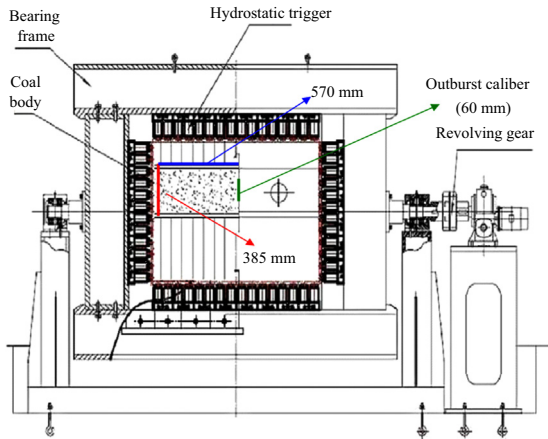 Bearing
frame
Hydrostatic trigger
Coal
body
570 mm
Outburst caliber
(60 mm)
Revolving gear
385 mm